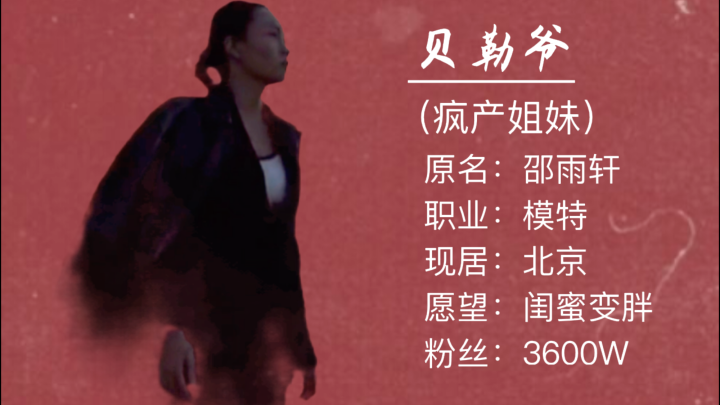 贝勒爷
（疯产姐妹）
原名：邵雨轩
职业：模特
现居：北京
愿望：闺蜜变胖
粉丝：3600W